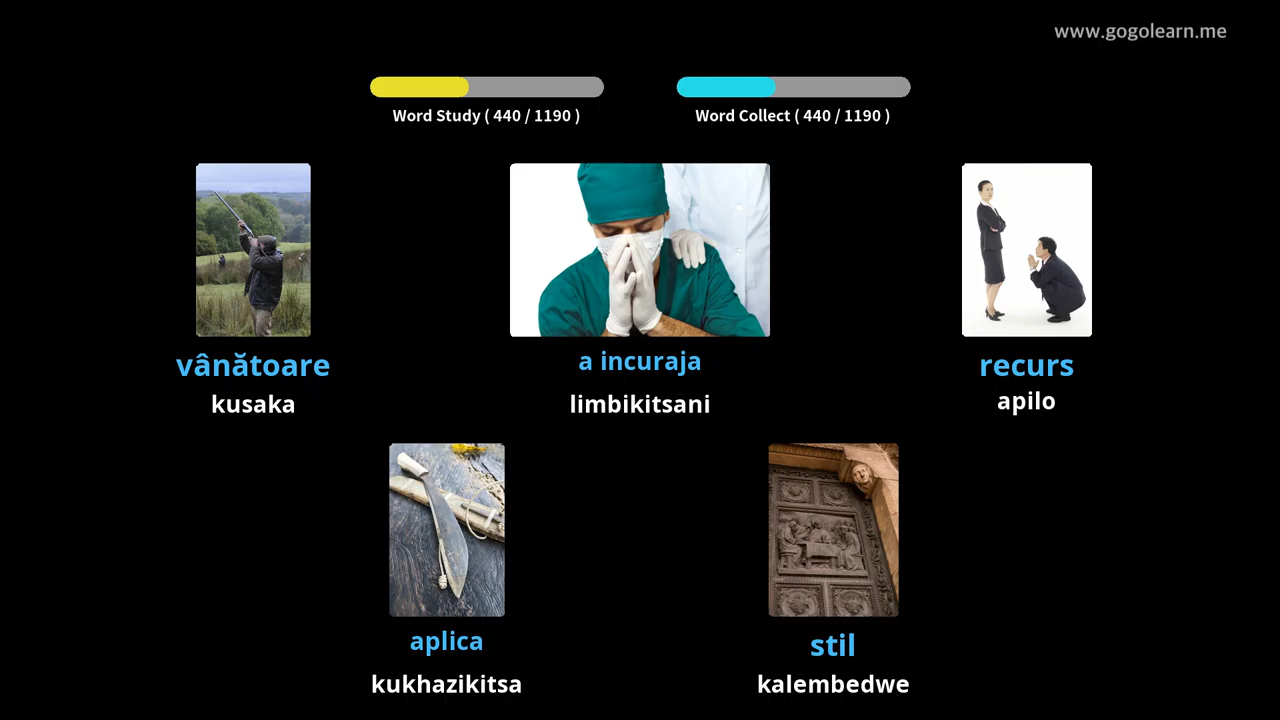 www.gogolearn.me
Word Study ( 440 / 1190 )
Word Collect ( 440 / 1190 )
vânătoare
kusaka
a incuraja
limbikitsani
recurs
apilo
aplica
kukhazikitsa
stil
kalembedwe